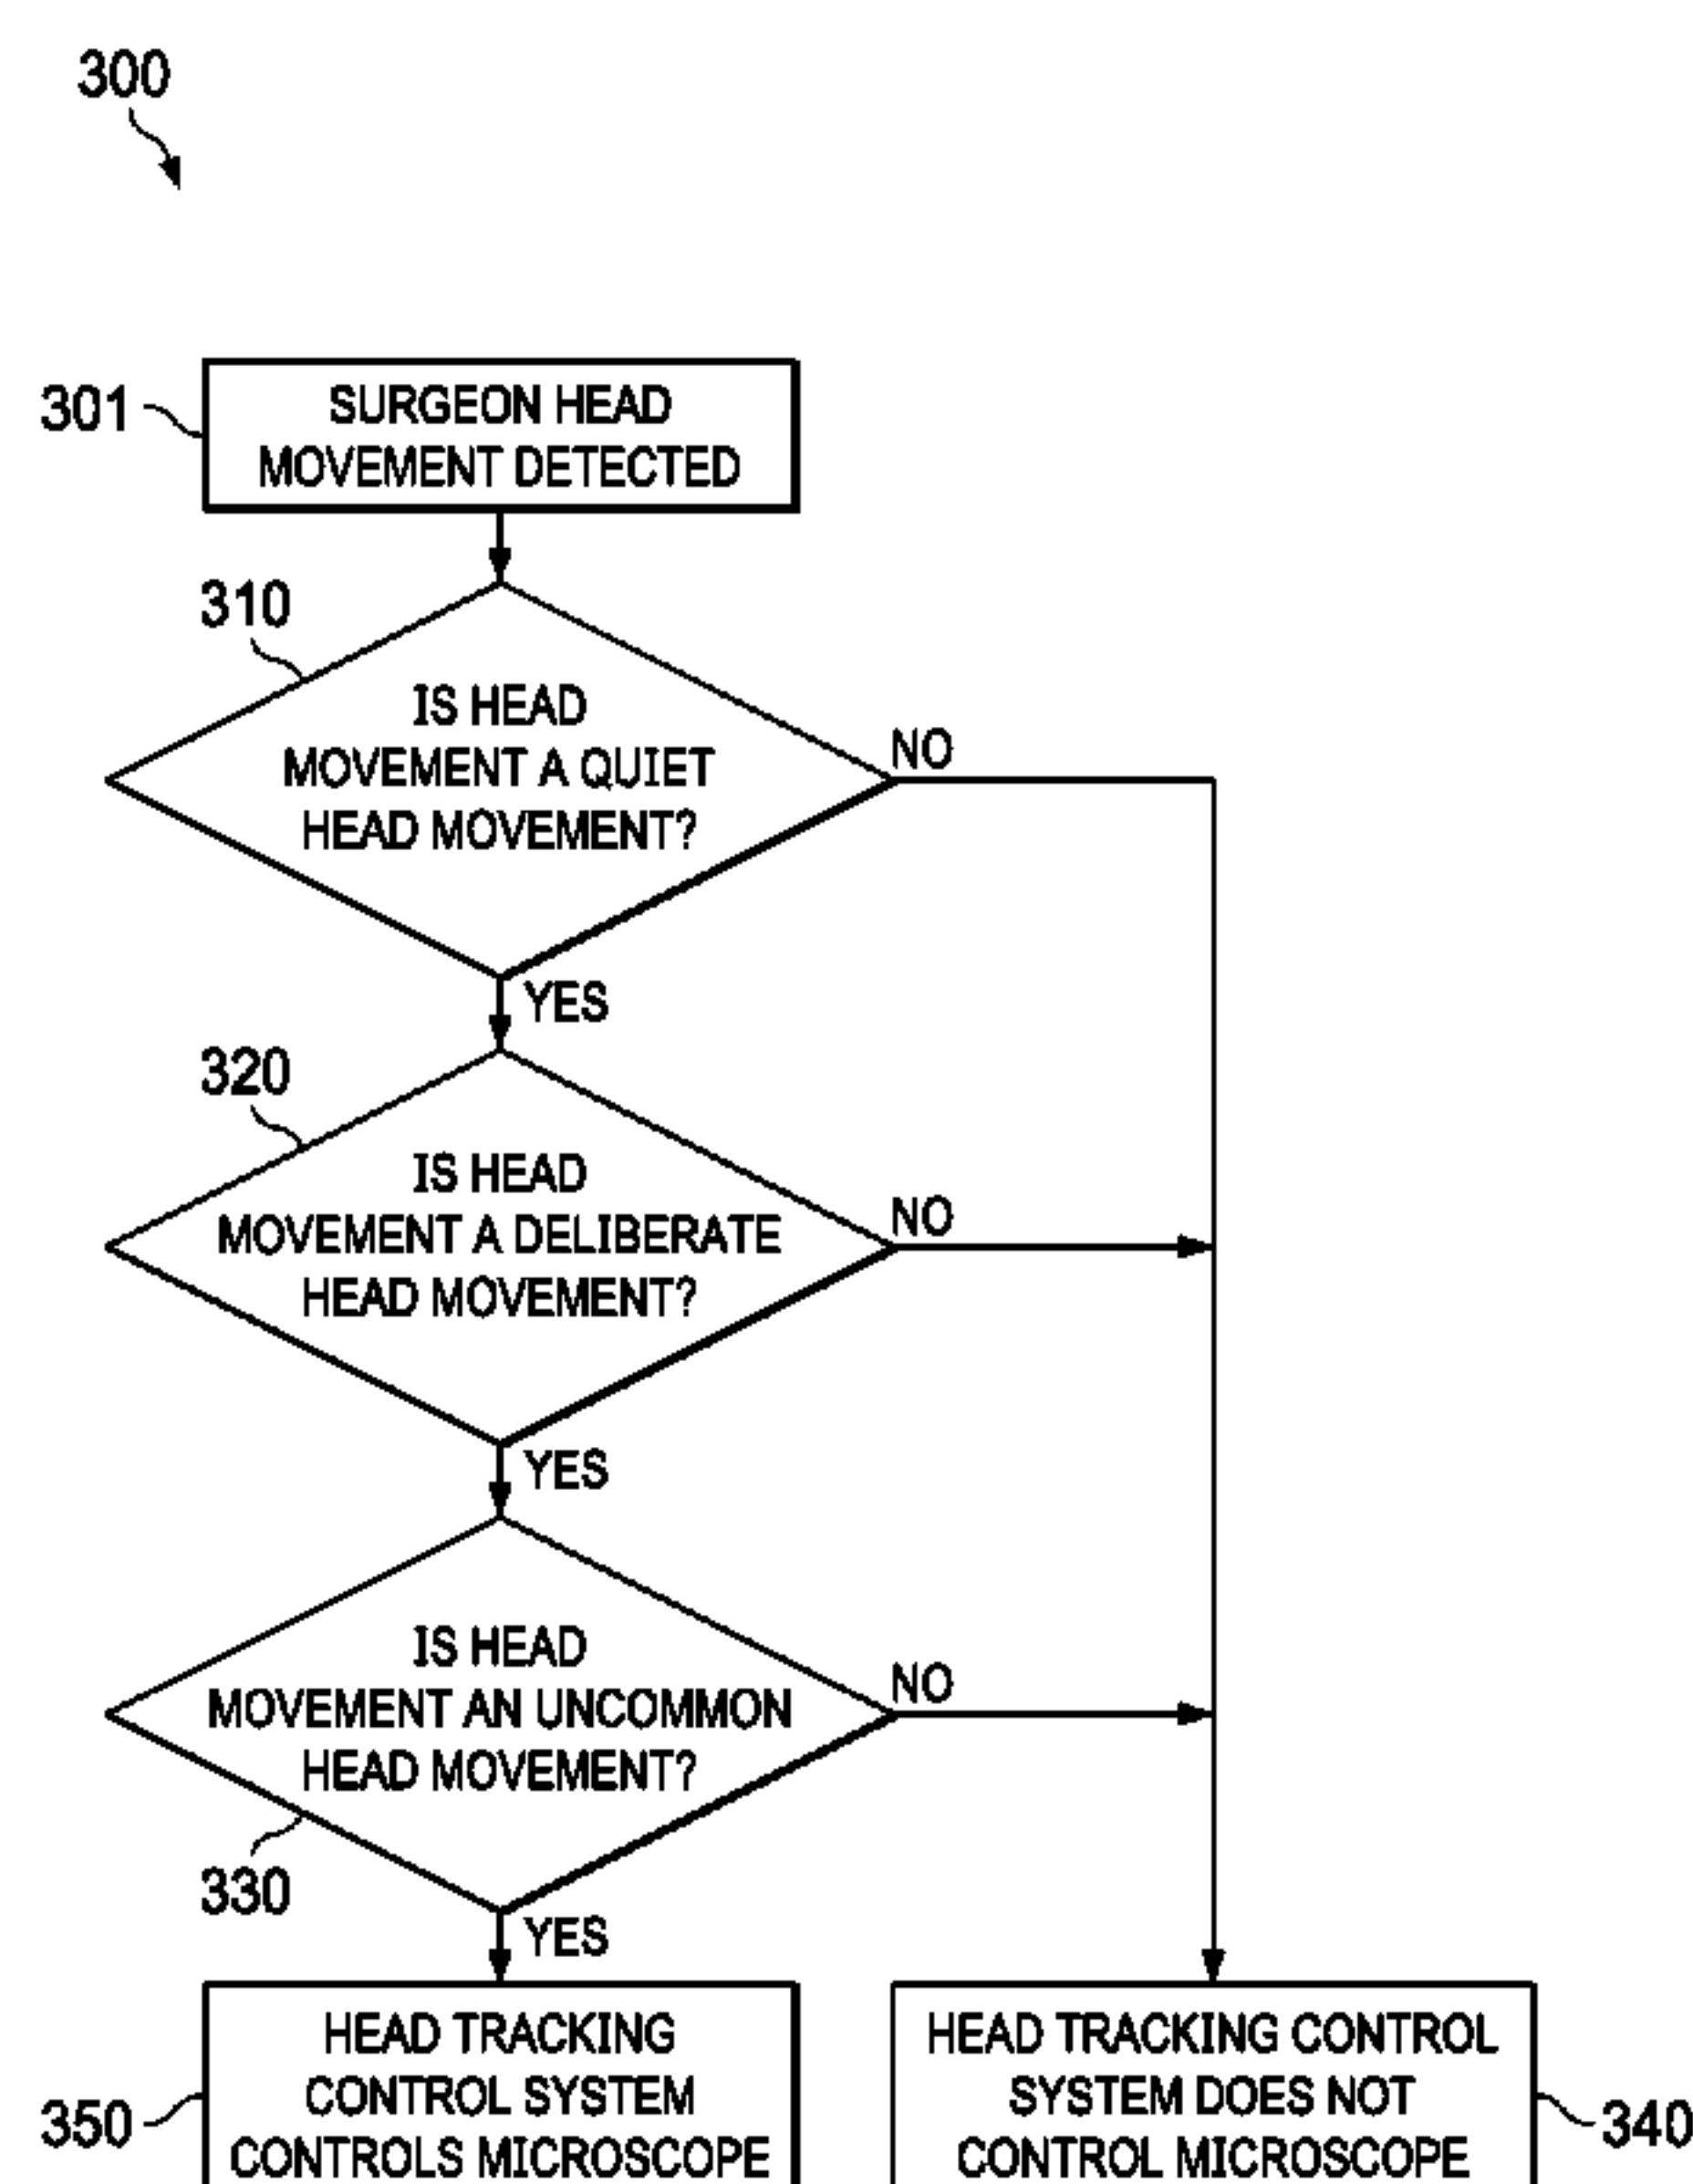 300
301
SURGEON HEAD
MOVEMENT DETECTED
310
IS HEAD
MOVEMENT A QUIET
HEAD MOVEMENT?
NO
YES
320
IS HEAD
MOVEMENT A DELIBERATE
HEAD MOVEMENT?
NO
YES
IS HEAD
MOVEMENT AN UNCOMMON
HEAD MOVEMENT?
NO
330
YES
HEAD TRACKING
CONTROL SYSTEM
CONTROLS MICROSCOPE
350
HEAD TRACKING CONTROL
SYSTEM DOES NOT
CONTROL MICROSCOPE
340